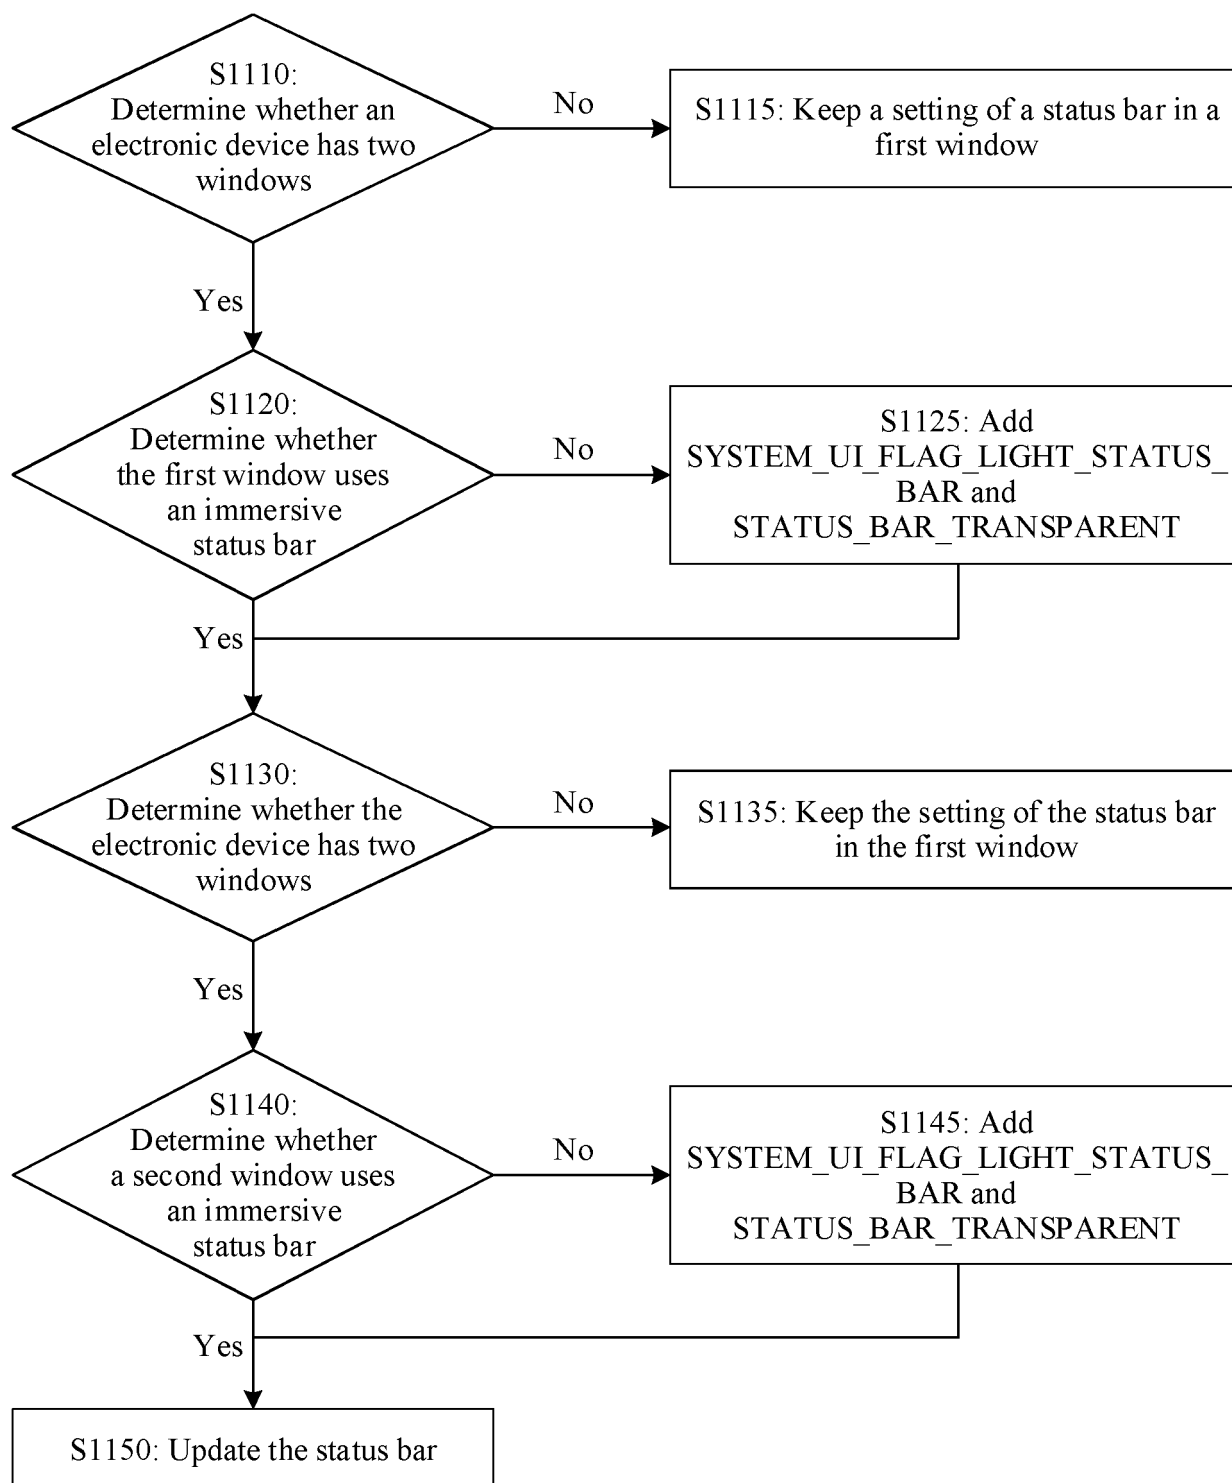 S1110:
Determine whether an
electronic device has two
windows
No
S1115: Keep a setting of a status bar in a
first window
Yes
S1120:
Determine whether
the first window uses
an immersive
status bar
No
S1125: Add
SYSTEM_UI_FLAG_LIGHT_STATUS_
BAR and
STATUS_BAR_TRANSPARENT
Yes
S1130:
Determine whether the
electronic device has two
windows
No
S1135: Keep the setting of the status bar
in the first window
Yes
S1140:
Determine whether
a second window uses
an immersive
status bar
No
S1145: Add
SYSTEM_UI_FLAG_LIGHT_STATUS_
BAR and
STATUS_BAR_TRANSPARENT
Yes
S1150: Update the status bar